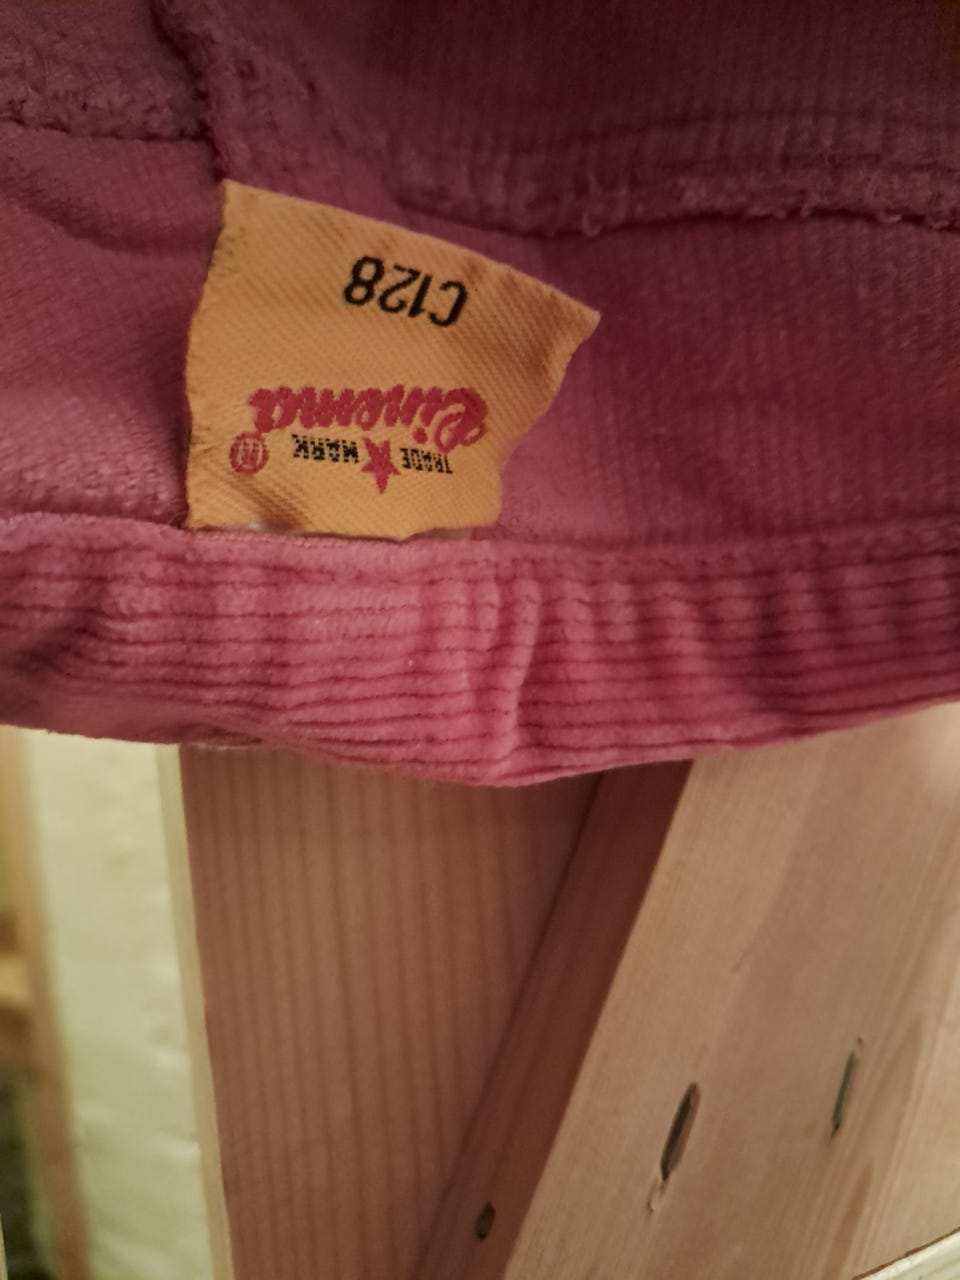 TRADE ★ MARK ®
Cinema
C128